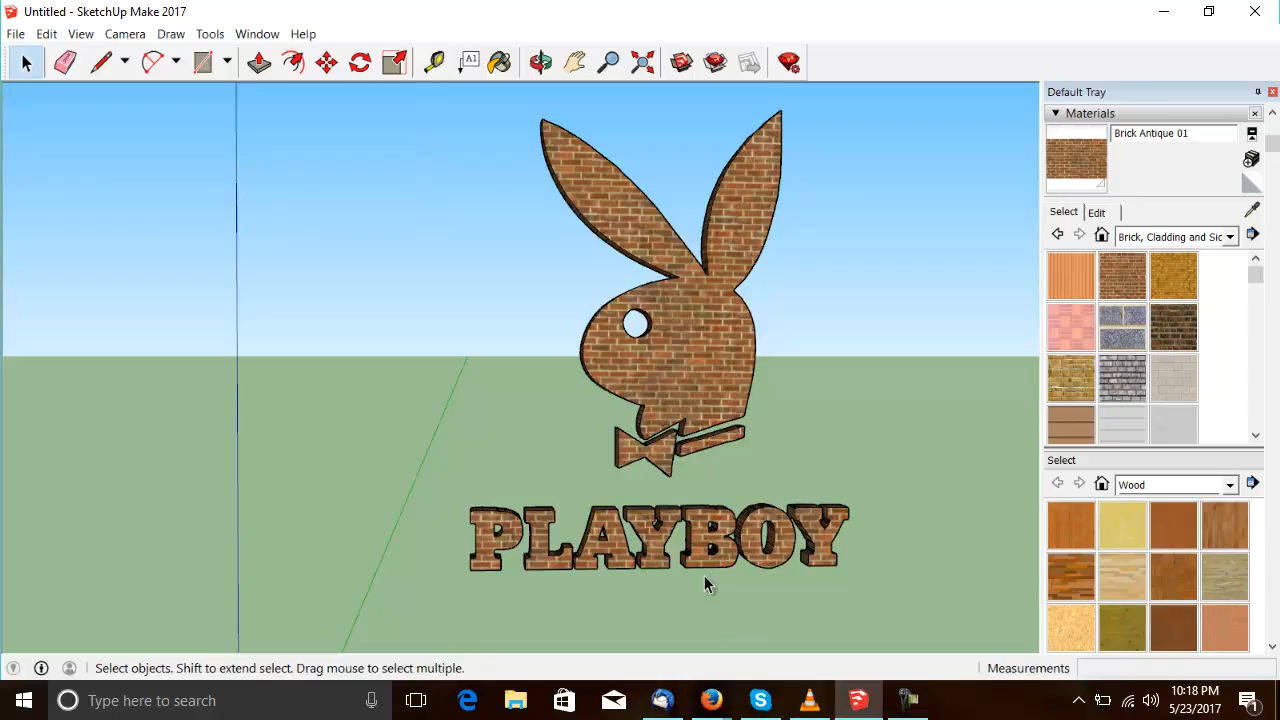 Untitled - SketchUp Make 2017
File Edit View Camera Draw Tools Window Help
A1
Default Tray
Materials
Brick Antique 01
Select Edit
Brick, Cladding and Sic
Select
Wood
PLAYBOY
Select objects. Shift to extend select. Drag mouse to select multiple.
Measurements
Type here to search
10:18 PM
5/23/2017
1